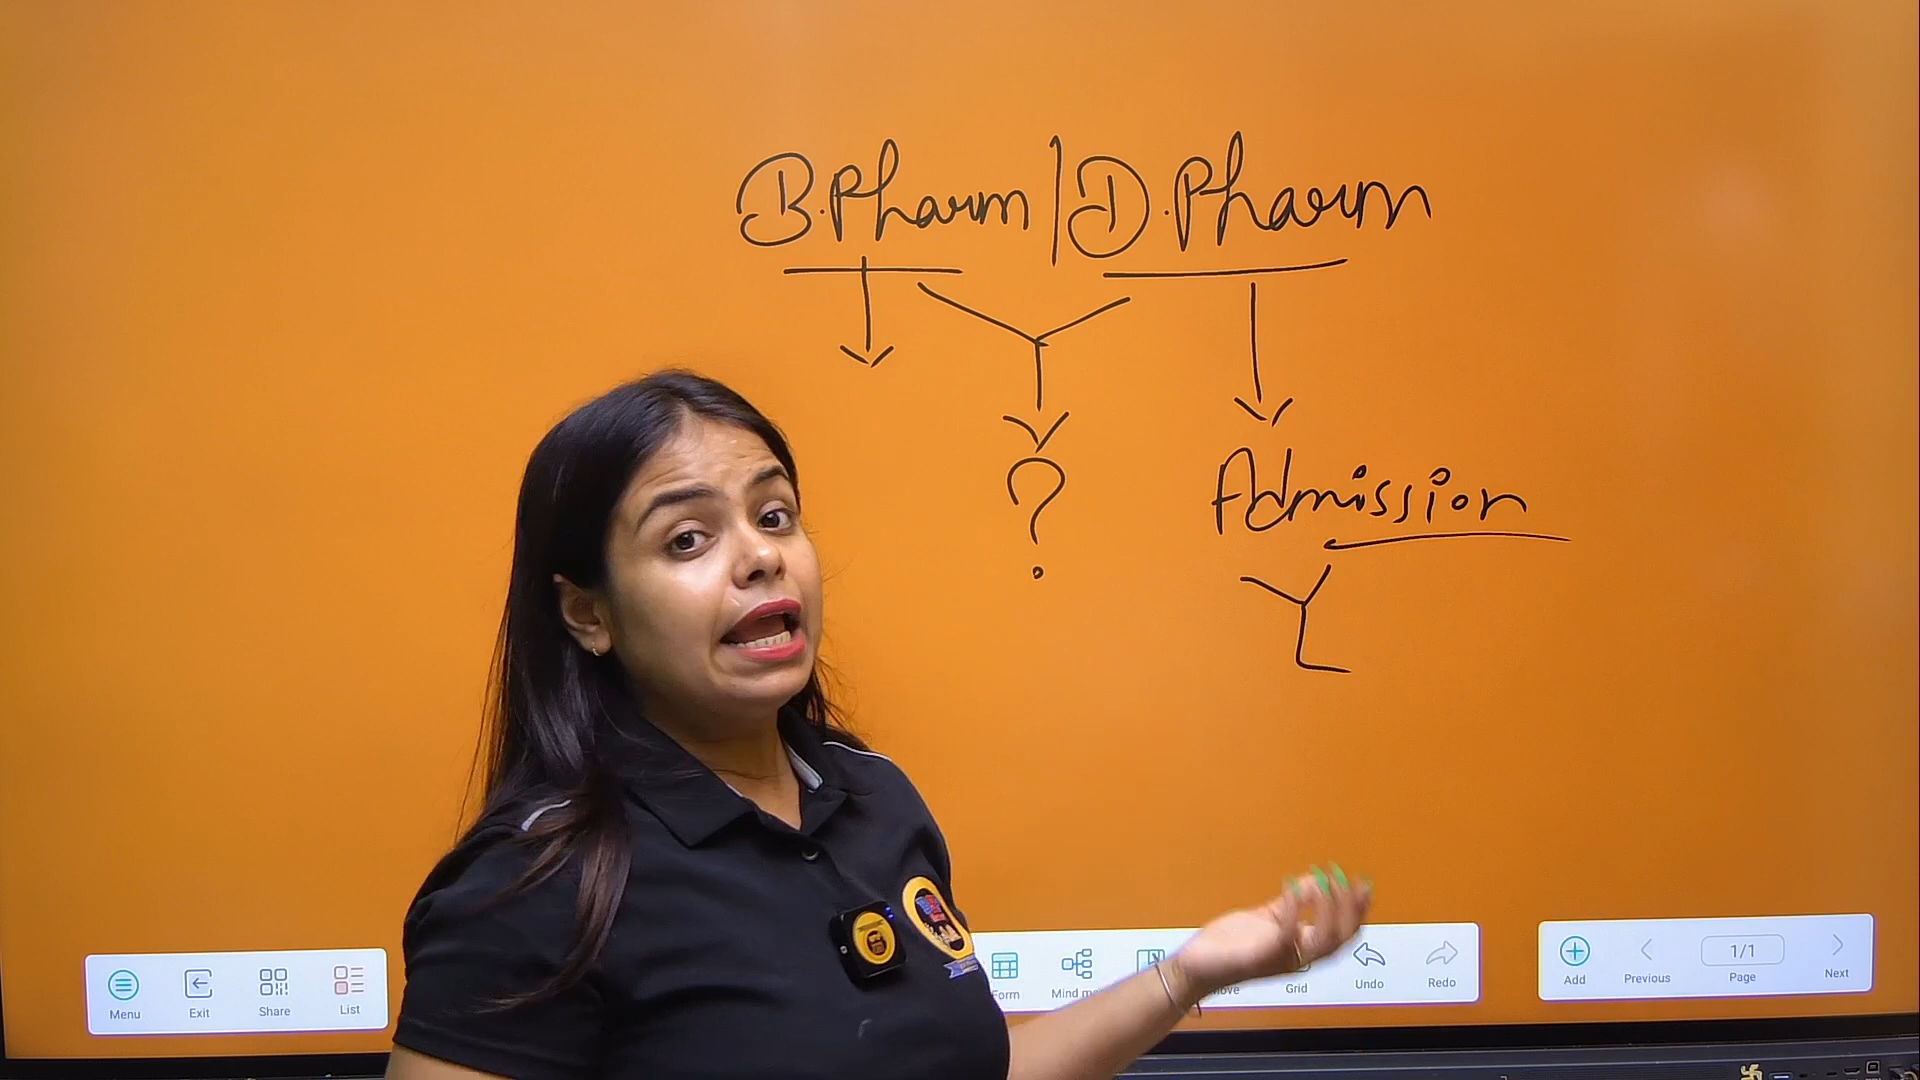 B.Pharm | D.Pharm
?
Admission
Menu
Exit
Share
List
Form
Grid
Undo
Redo
Add
Previous
1/1
Page
Next